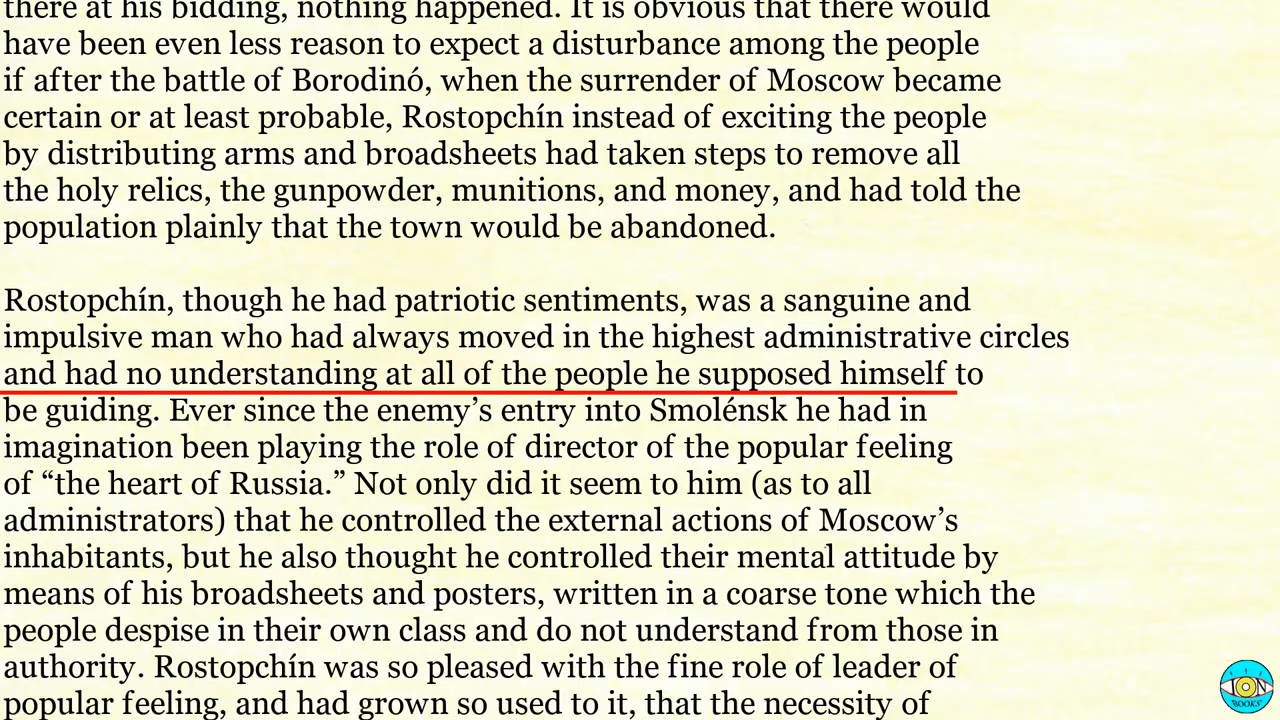 there at his bidding, nothing happened. It is obvious that there would
have been even less reason to expect a disturbance among the people
if after the battle of Borodinó, when the surrender of Moscow became
certain or at least probable, Rostopchín instead of exciting the people
by distributing arms and broadsheets had taken steps to remove all
the holy relics, the gunpowder, munitions, and money, and had told the
population plainly that the town would be abandoned.
Rostopchín, though he had patriotic sentiments, was a sanguine and
impulsive man who had always moved in the highest administrative circles
and had no understanding at all of the people he supposed himself to
be guiding. Ever since the enemy’s entry into Smolénsk he had in
imagination been playing the role of director of the popular feeling
of “the heart of Russia.” Not only did it seem to him (as to all
administrators) that he controlled the external actions of Moscow’s
inhabitants, but he also thought he controlled their mental attitude by
means of his broadsheets and posters, written in a coarse tone which the
people despise in their own class and do not understand from those in
authority. Rostopchín was so pleased with the fine role of leader of
popular feeling, and had grown so used to it, that the necessity of
ION
BOOKS